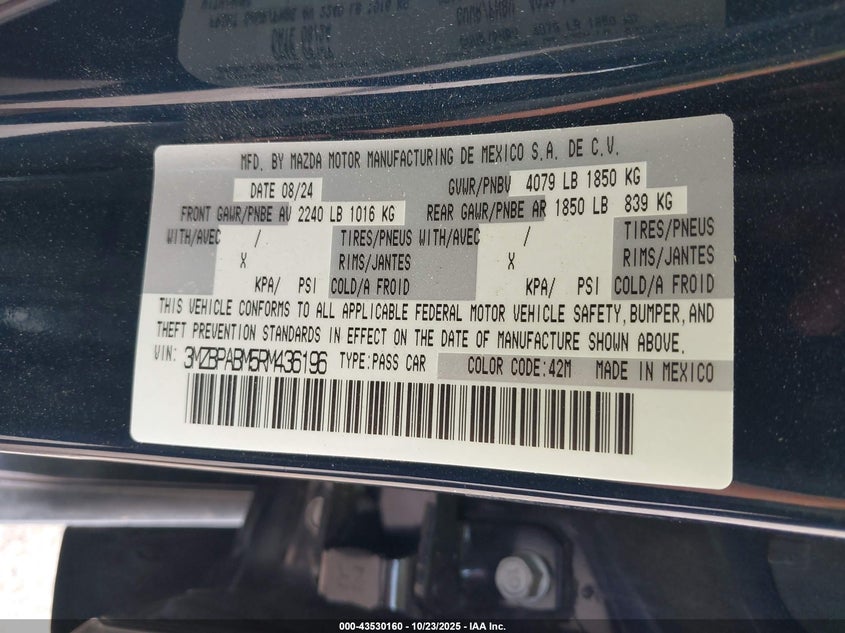 MFD. BY MAZDA MOTOR MANUFACTURING DE MEXICO S.A. DE C.V.
DATE 08/24 GVWR/PNBV 4079 LB 1850 KG
FRONT GAWR/PNBE AV 2240 LB 1016 KG REAR GAWR/PNBE AR 1850 LB 839 KG
WITH/AVEC / TIRES/PNEUS WITH/AVEC / TIRES/PNEUS
X RIMS/JANTES X RIMS/JANTES
KPA/ PSI COLD/A FROID KPA/ PSI COLD/A FROID
THIS VEHICLE CONFORMS TO ALL APPLICABLE FEDERAL MOTOR VEHICLE SAFETY, BUMPER, AND
THEFT PREVENTION STANDARDS IN EFFECT ON THE DATE OF MANUFACTURE SHOWN ABOVE.
VIN: 3MZBPABM5RM436196 TYPE:PASS CAR COLOR CODE:42M MADE IN MEXICO
000-43530160 - 10/23/2025 - IAA Inc.